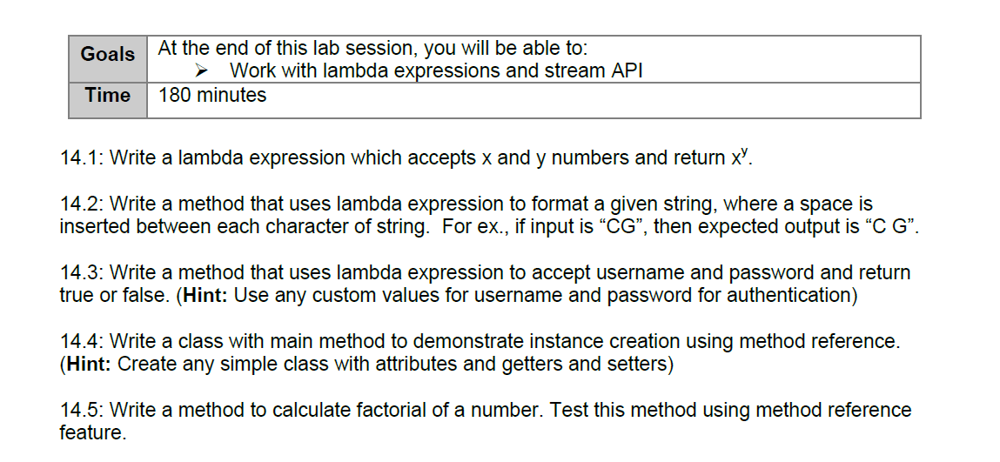 Goals
At the end of this lab session, you will be able to:
➢ Work with lambda expressions and stream API
Time
180 minutes
14.1: Write a lambda expression which accepts x and y numbers and return xʸ.
14.2: Write a method that uses lambda expression to format a given string, where a space is
inserted between each character of string.  For ex., if input is “CG”, then expected output is “C G”.
14.3: Write a method that uses lambda expression to accept username and password and return
true or false. (Hint: Use any custom values for username and password for authentication)
14.4: Write a class with main method to demonstrate instance creation using method reference.
(Hint: Create any simple class with attributes and getters and setters)
14.5: Write a method to calculate factorial of a number. Test this method using method reference
feature.